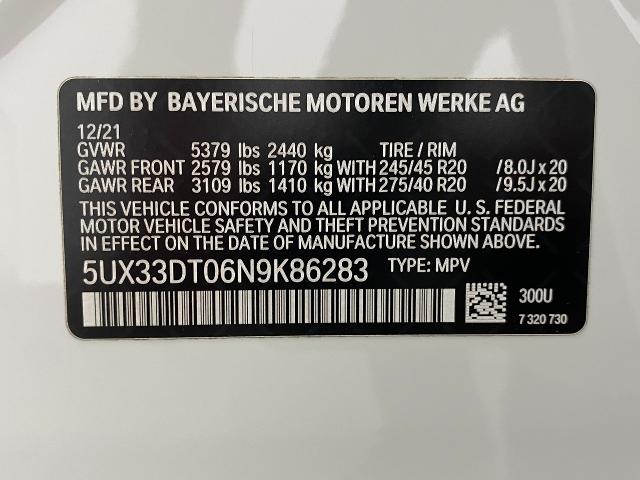 MFD BY BAYERISCHE MOTOREN WERKE AG
12/21
GVWR 5379 lbs 2440 kg TIRE / RIM
GAWR FRONT 2579 lbs 1170 kg WITH 245/45 R20 /8.0J x 20
GAWR REAR 3109 lbs 1410 kg WITH 275/40 R20 /9.5J x 20
THIS VEHICLE CONFORMS TO ALL APPLICABLE U. S. FEDERAL
MOTOR VEHICLE SAFETY AND THEFT PREVENTION STANDARDS
IN EFFECT ON THE DATE OF MANUFACTURE SHOWN ABOVE.
5UX33DT06N9K86283 TYPE: MPV
300U
7 320 730